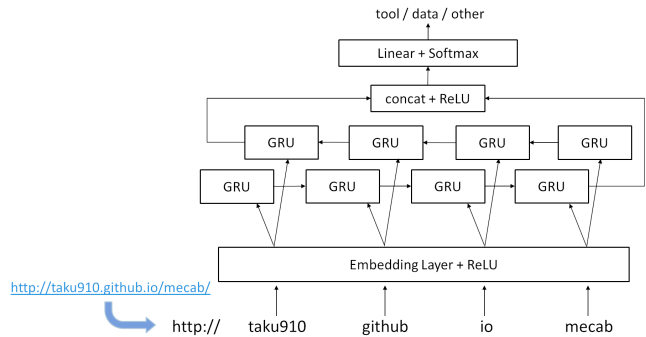 tool / data / other
Linear + Softmax
concat + ReLU
GRU GRU GRU GRU
GRU GRU GRU GRU
Embedding Layer + ReLU
http://taku910.github.io/mecab/
http:// taku910 github io mecab